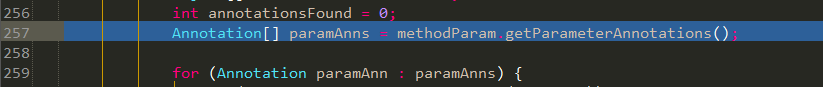 256 int annotationsFound = 0;
257 Annotation[] paramAnns = methodParam.getParameterAnnotations();
258
259 for (Annotation paramAnn : paramAnns) {